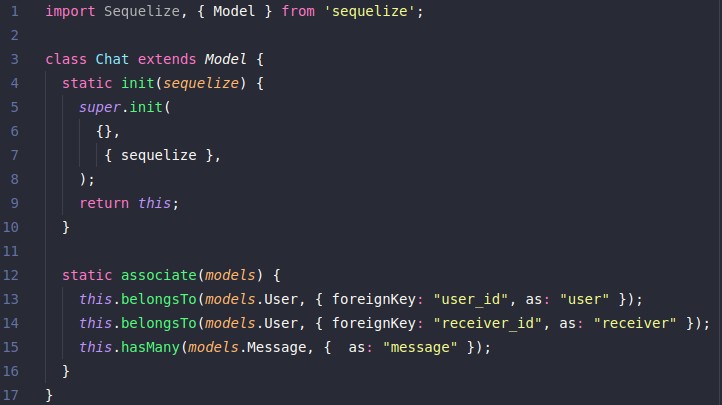 1 import Sequelize, { Model } from 'sequelize';
2
3 class Chat extends Model {
4 static init(sequelize) {
5 super.init(
6 {},
7 { sequelize },
8 );
9 return this;
10 }
11
12 static associate(models) {
13 this.belongsTo(models.User, { foreignKey: "user_id", as: "user" });
14 this.belongsTo(models.User, { foreignKey: "receiver_id", as: "receiver" });
15 this.hasMany(models.Message, {  as: "message" });
16 }
17 }